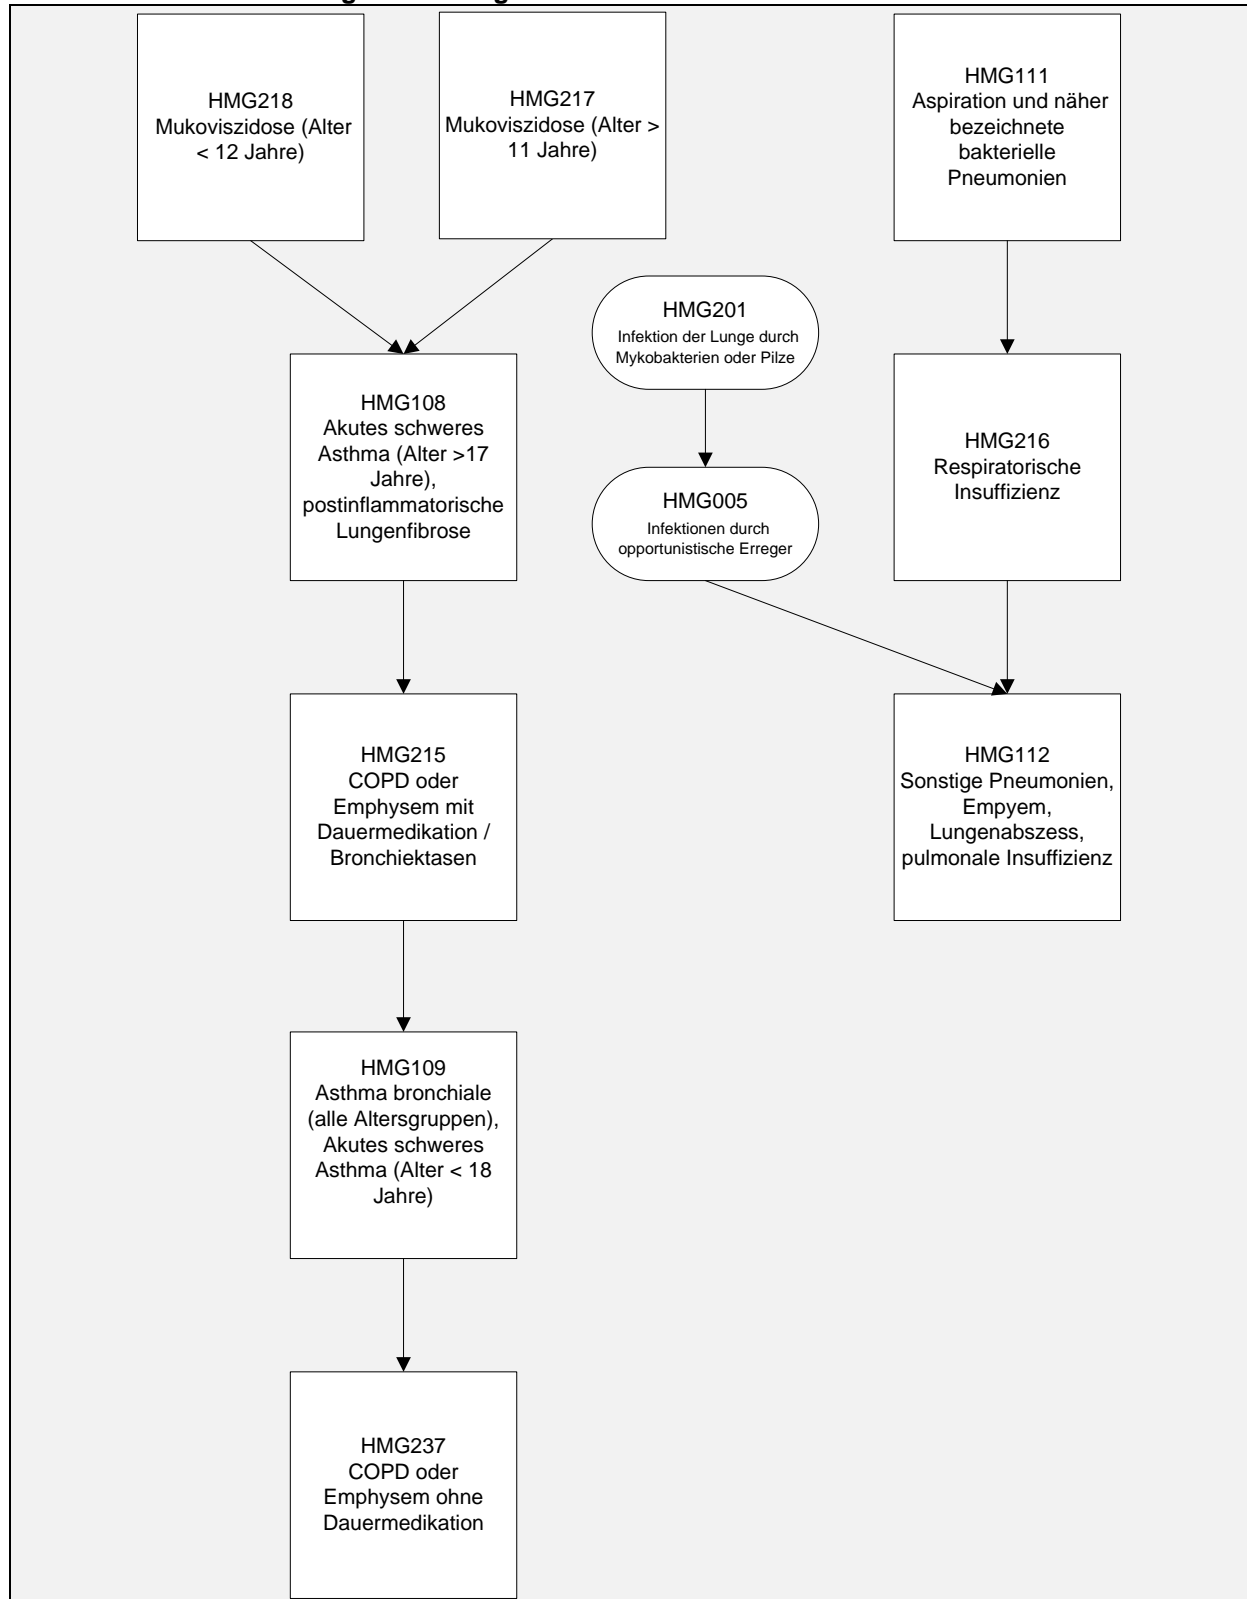 HMG218
Mukoviszidose (Alter
< 12 Jahre)
HMG217
Mukoviszidose (Alter >
11 Jahre)
HMG111
Aspiration und näher
bezeichnete
bakterielle
Pneumonien
HMG201
Infektion der Lunge durch
Mykobakterien oder Pilze
HMG108
Akutes schweres
Asthma (Alter >17
Jahre),
postinflammatorische
Lungenfibrose
HMG005
Infektionen durch
opportunistische Erreger
HMG216
Respiratorische
Insuffizienz
HMG215
COPD oder
Emphysem mit
Dauermedikation /
Bronchiektasen
HMG112
Sonstige Pneumonien,
Empyem,
Lungenabszess,
pulmonale Insuffizienz
HMG109
Asthma bronchiale
(alle Altersgruppen),
Akutes schweres
Asthma (Alter < 18
Jahre)
HMG237
COPD oder
Emphysem ohne
Dauermedikation